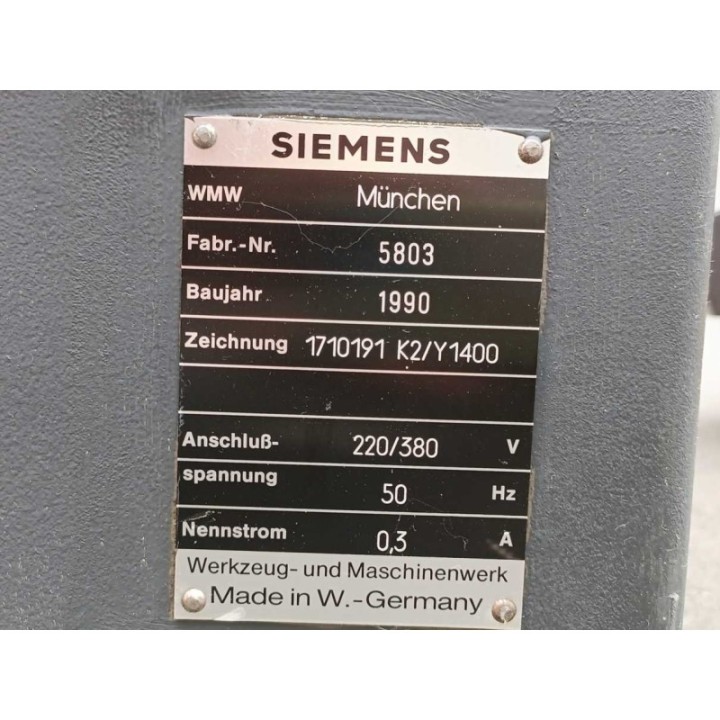 SIEMENS
WMW München
Fabr.-Nr. 5803
Baujahr 1990
Zeichnung 1710191 K2/Y1400
Anschluß- 220/380 V
spannung 50 Hz
Nennstrom 0,3 A
Werkzeug- und Maschinenwerk
Made in W.-Germany